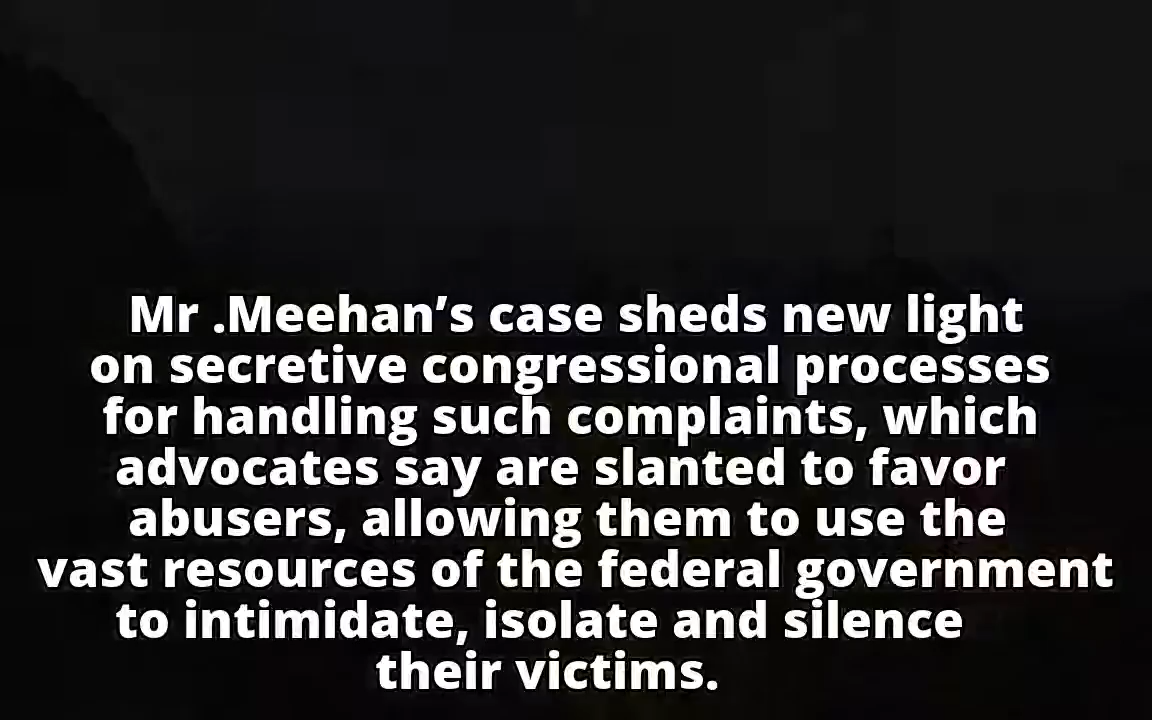 Mr .Meehan’s case sheds new light
on secretive congressional processes
for handling such complaints, which
advocates say are slanted to favor
abusers, allowing them to use the
vast resources of the federal government
to intimidate, isolate and silence
their victims.